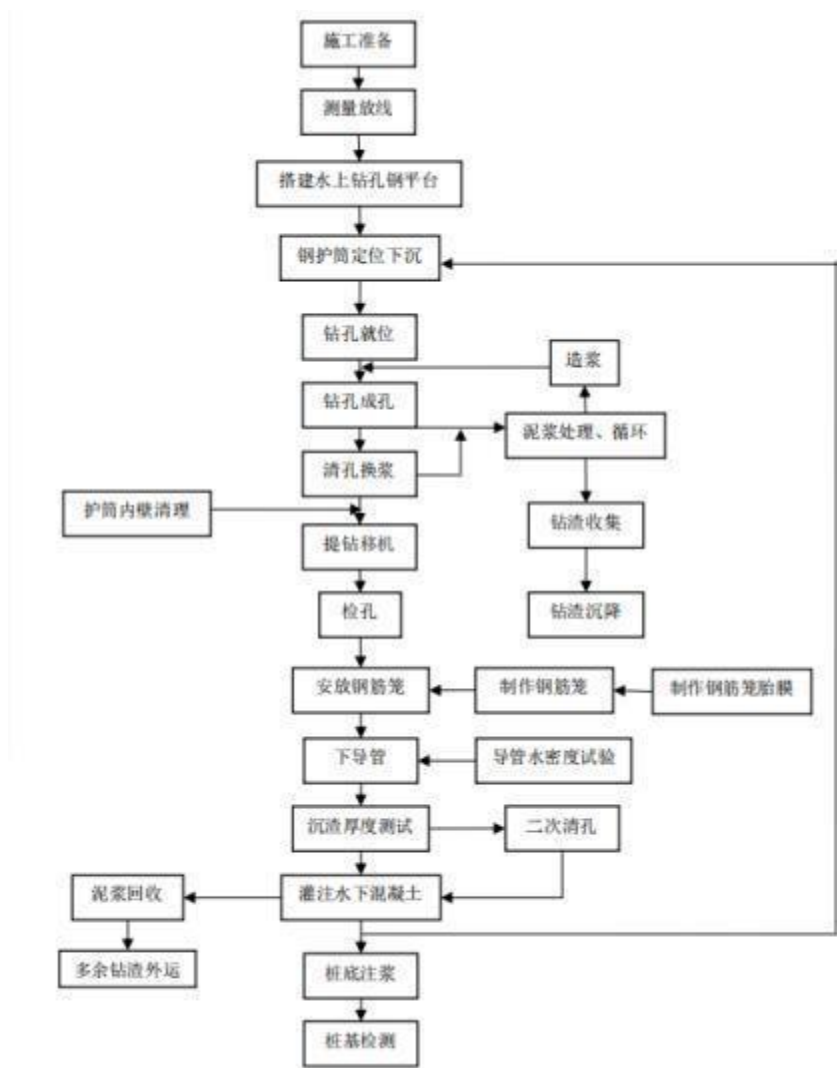 施工准备
测量放线
搭建水上钻孔钢平台
钢护筒定位下沉
钻孔就位
造浆
钻孔成孔
泥浆处理、循环
清孔换浆
护筒内壁清理
钻渣收集
提钻移机
检孔
钻渣沉降
安放钢筋笼
制作钢筋笼
制作钢筋笼胎膜
下导管
导管水密度试验
沉渣厚度测试
二次清孔
泥浆回收
灌注水下混凝土
多余钻渣外运
桩底注浆
桩基检测